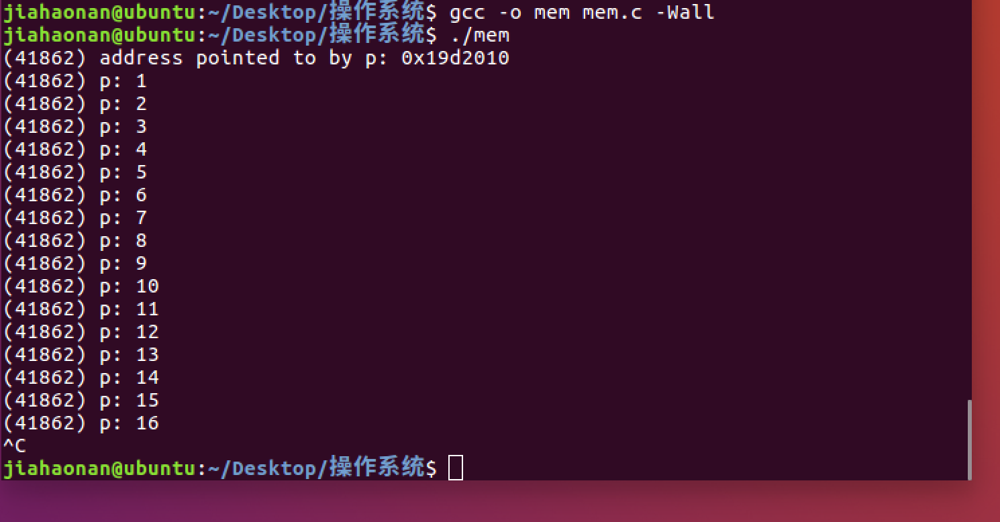 jiahaonan@ubuntu:~/Desktop/操作系统$ gcc -o mem mem.c -Wall
jiahaonan@ubuntu:~/Desktop/操作系统$ ./mem
(41862) address pointed to by p: 0x19d2010
(41862) p: 1
(41862) p: 2
(41862) p: 3
(41862) p: 4
(41862) p: 5
(41862) p: 6
(41862) p: 7
(41862) p: 8
(41862) p: 9
(41862) p: 10
(41862) p: 11
(41862) p: 12
(41862) p: 13
(41862) p: 14
(41862) p: 15
(41862) p: 16
^C
jiahaonan@ubuntu:~/Desktop/操作系统$